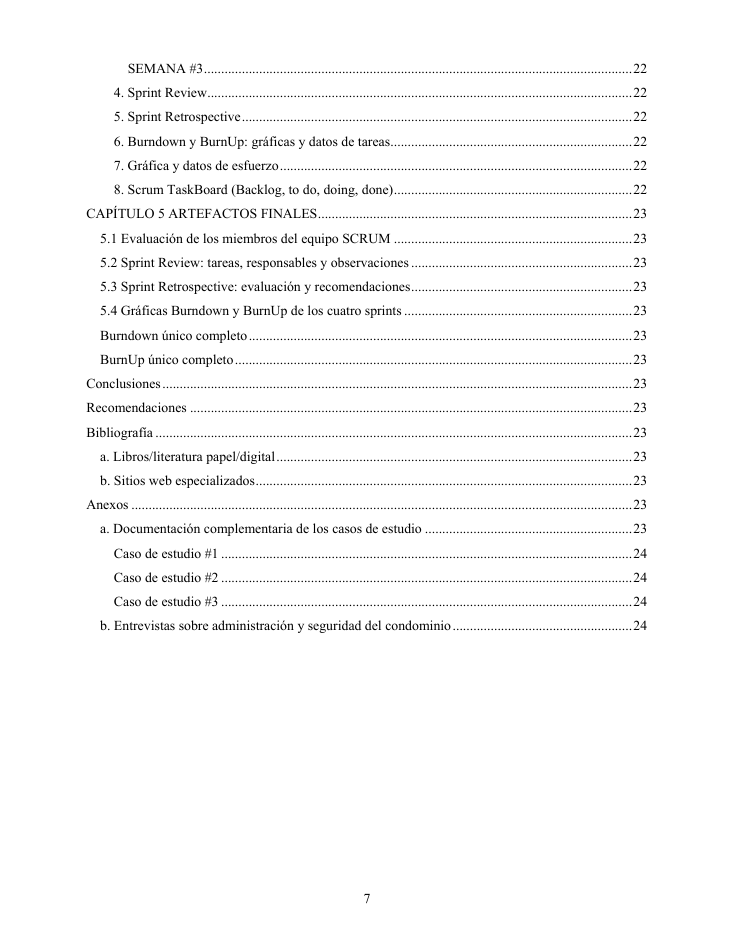 SEMANA #3............................................................................................................................22
4. Sprint Review...........................................................................................................................22
5. Sprint Retrospective.................................................................................................................22
6. Burndown y BurnUp: gráficas y datos de tareas......................................................................22
7. Gráfica y datos de esfuerzo......................................................................................................22
8. Scrum TaskBoard (Backlog, to do, doing, done).....................................................................22
CAPÍTULO 5 ARTEFACTOS FINALES...........................................................................................23
5.1 Evaluación de los miembros del equipo SCRUM ......................................................................23
5.2 Sprint Review: tareas, responsables y observaciones ................................................................23
5.3 Sprint Retrospective: evaluación y recomendaciones................................................................23
5.4 Gráficas Burndown y BurnUp de los cuatro sprints ..................................................................23
Burndown único completo...............................................................................................................23
BurnUp único completo...................................................................................................................23
Conclusiones........................................................................................................................................23
Recomendaciones ................................................................................................................................23
Bibliografía ..........................................................................................................................................23
a. Libros/literatura papel/digital.......................................................................................................23
b. Sitios web especializados.............................................................................................................23
Anexos .................................................................................................................................................23
a. Documentación complementaria de los casos de estudio ............................................................23
Caso de estudio #1 .......................................................................................................................24
Caso de estudio #2 .......................................................................................................................24
Caso de estudio #3 .......................................................................................................................24
b. Entrevistas sobre administración y seguridad del condominio....................................................24
7